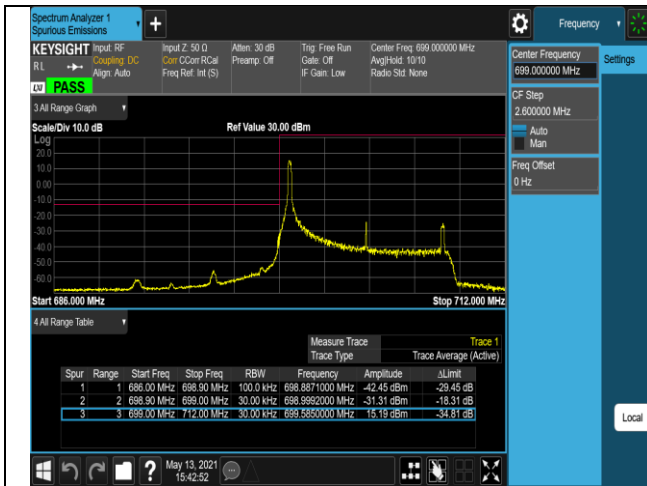 Spectrum Analyzer 1
Spurious Emissions
+
Frequency
KEYSIGHT
RL
LXI PASS
Input: RF
Coupling: DC
Align: Auto
Input Z: 50 Ω
Corr CCorr RCal
Freq Ref: Int (S)
Atten: 30 dB
Preamp: Off
Trig: Free Run
Gate: Off
IF Gain: Low
Center Freq: 699.000000 MHz
Avg|Hold: 10/10
Radio Std: None
Center Frequency
699.000000 MHz
Settings
CF Step
2.600000 MHz
Auto
Man
Freq Offset
0 Hz
3 All Range Graph
Scale/Div 10.0 dB
Ref Value 30.00 dBm
Log
20.0
10.0
0.00
-10.0
-20.0
-30.0
-40.0
-50.0
-60.0
Start 686.000 MHz
Stop 712.000 MHz
4 All Range Table
Measure Trace Trace 1
Trace Type Trace Average (Active)
Spur Range Start Freq Stop Freq RBW Frequency Amplitude ΔLimit
1 1 686.00 MHz 698.90 MHz 100.0 kHz 698.8871000 MHz -42.45 dBm -29.45 dB
2 2 698.90 MHz 699.00 MHz 30.00 kHz 698.9992000 MHz -31.31 dBm -18.31 dB
3 3 699.00 MHz 712.00 MHz 30.00 kHz 699.5850000 MHz 15.19 dBm -34.81 dB
Local
?
May 13, 2021
15:42:52